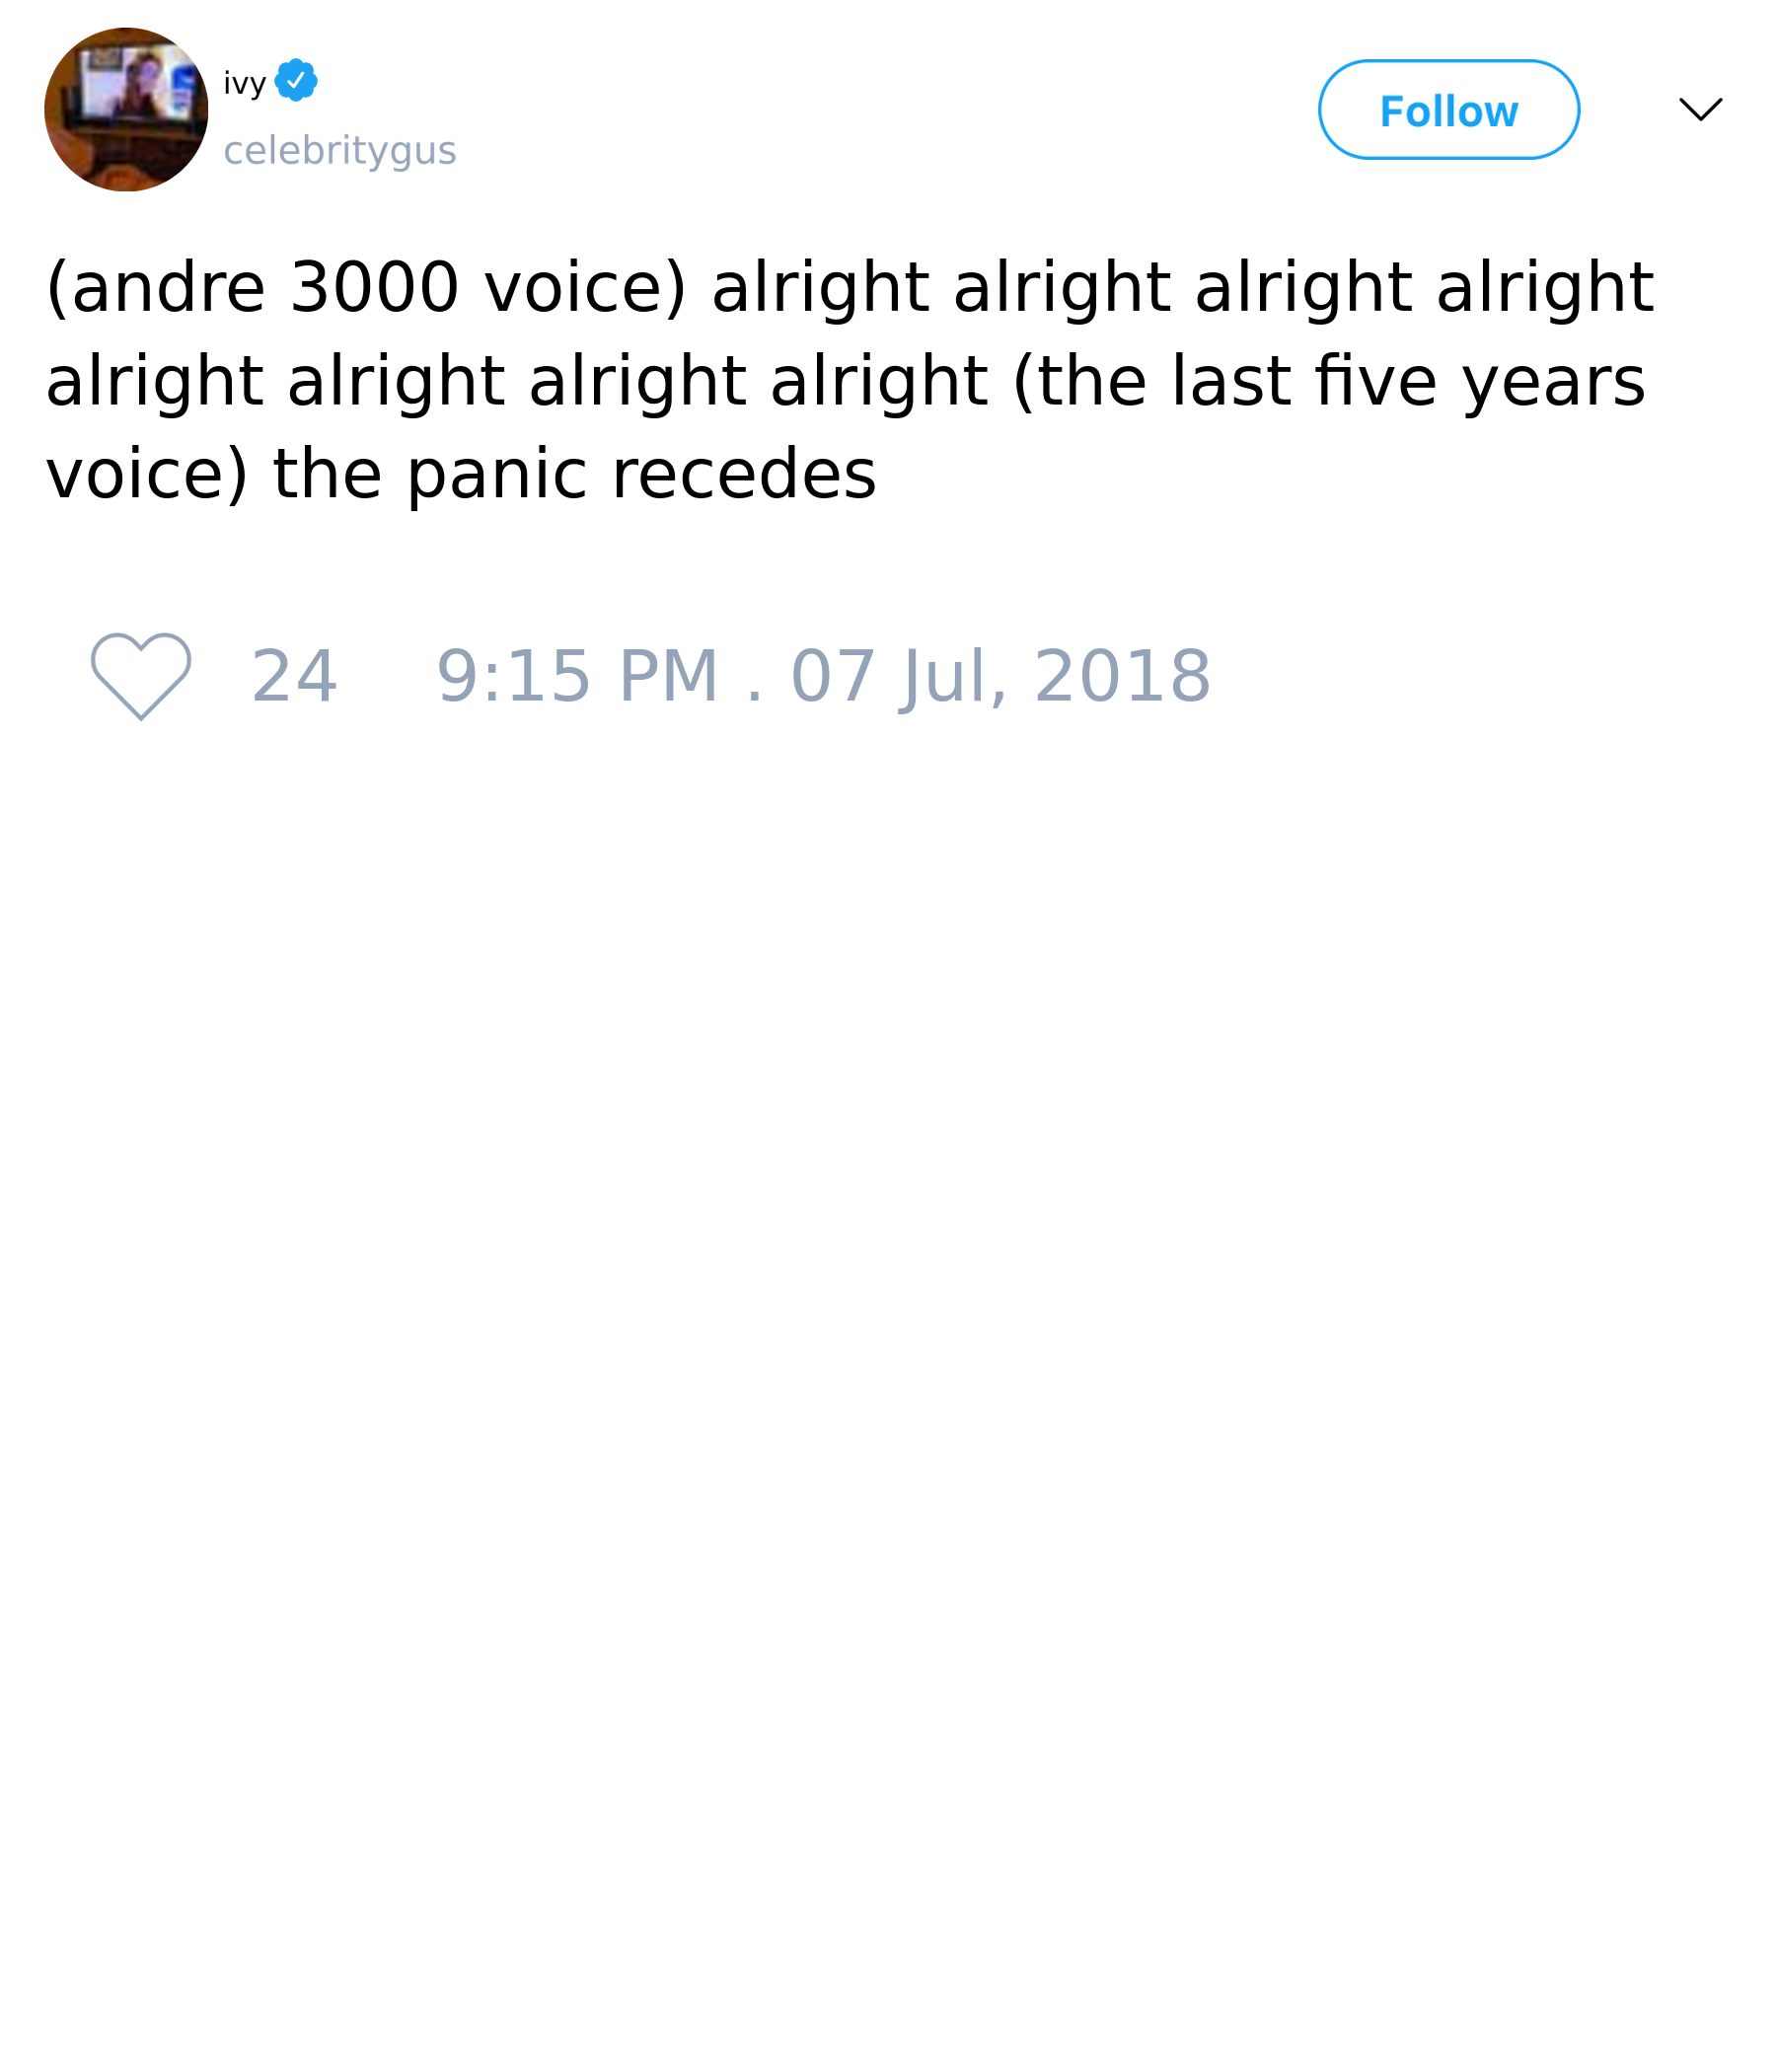 ivy
celebritygus
Follow
(andre 3000 voice) alright alright alright alright
alright alright alright alright (the last five years
voice) the panic recedes
24 9:15 PM . 07 Jul, 2018